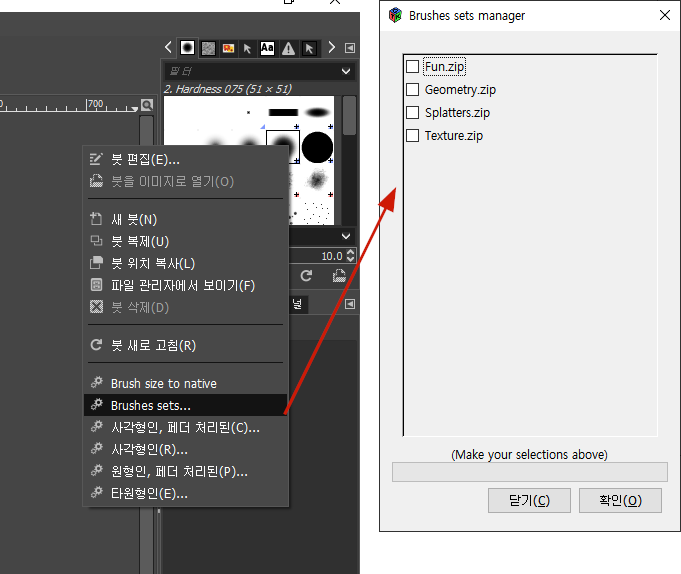 Aa
필터
2. Hardness 075 (51 × 51)
700
붓 편집(E)...
붓을 이미지로 열기(O)
새 붓(N)
붓 복제(U)
붓 위치 복사(L)
파일 관리자에서 보이기(F)
붓 삭제(D)
붓 새로 고침(R)
Brush size to native
Brushes sets...
사각형인, 페더 처리된(C)...
사각형인(R)...
원형인, 페더 처리된(P)...
타원형인(E)...
10.0
널
Brushes sets manager
Fun.zip
Geometry.zip
Splatters.zip
Texture.zip
(Make your selections above)
닫기(C)
확인(O)